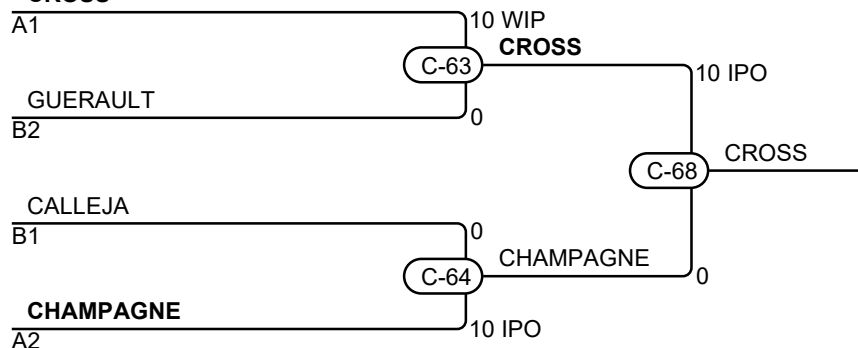 CROSS
A1
10 WIP
C-63
CROSS
GUERAULT
0
B2
10 IPO
C-68
CROSS
CALLEJA
B1
0
C-64
CHAMPAGNE
0
CHAMPAGNE
A2
10 IPO